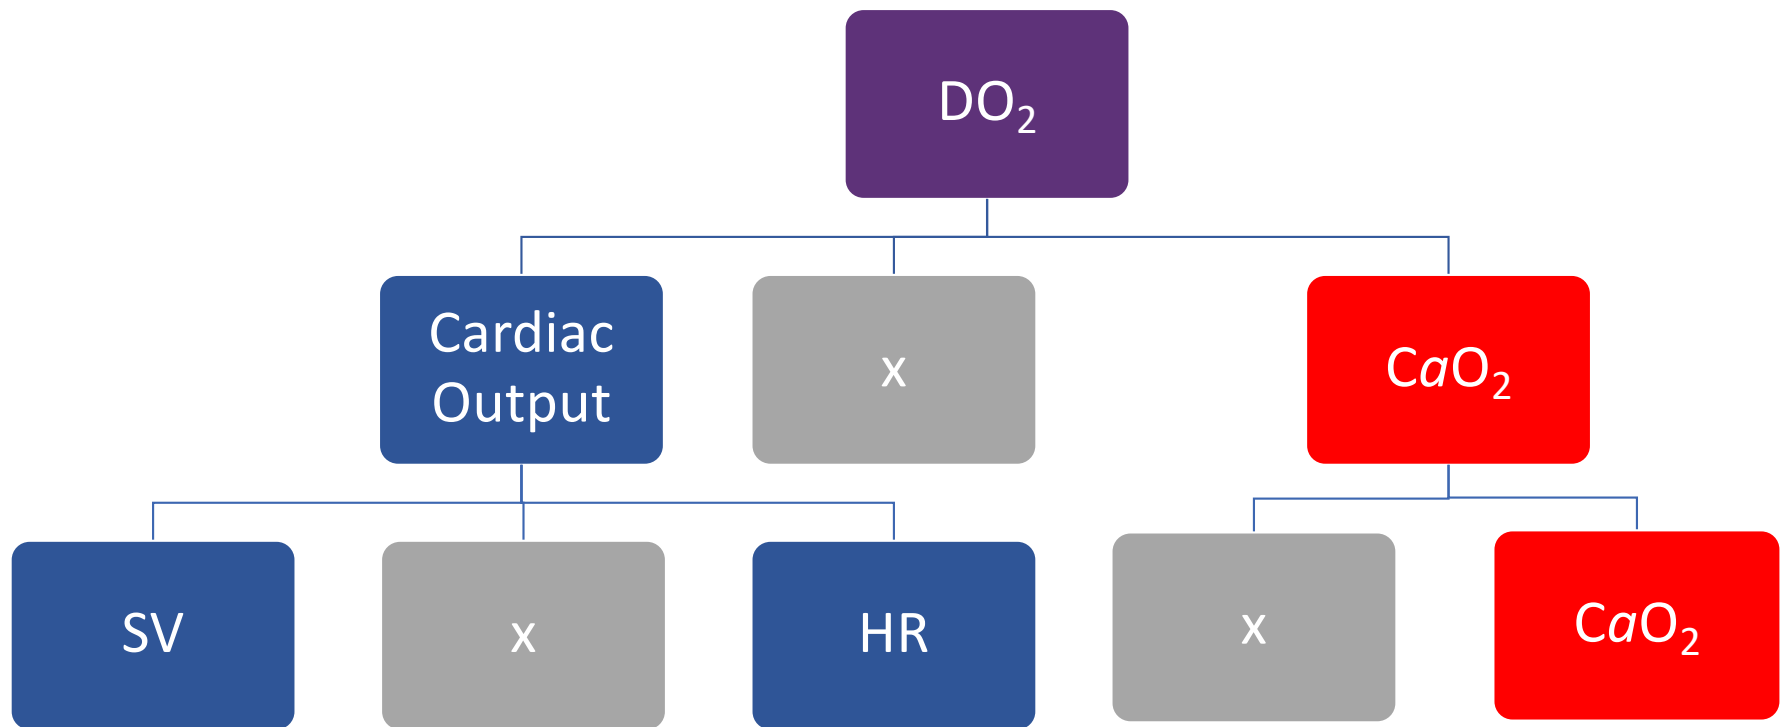 DO₂
Cardiac
Output
x
CaO₂
SV
x
HR
x
CaO₂